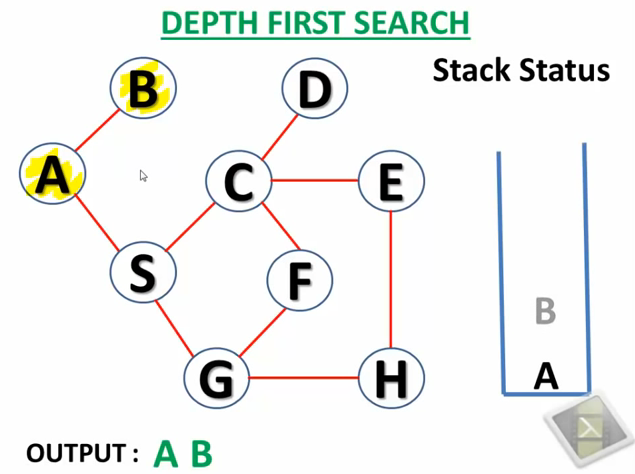 DEPTH FIRST SEARCH
Stack Status
B
D
A
C
E
S
F
B
G
H
A
OUTPUT : A B